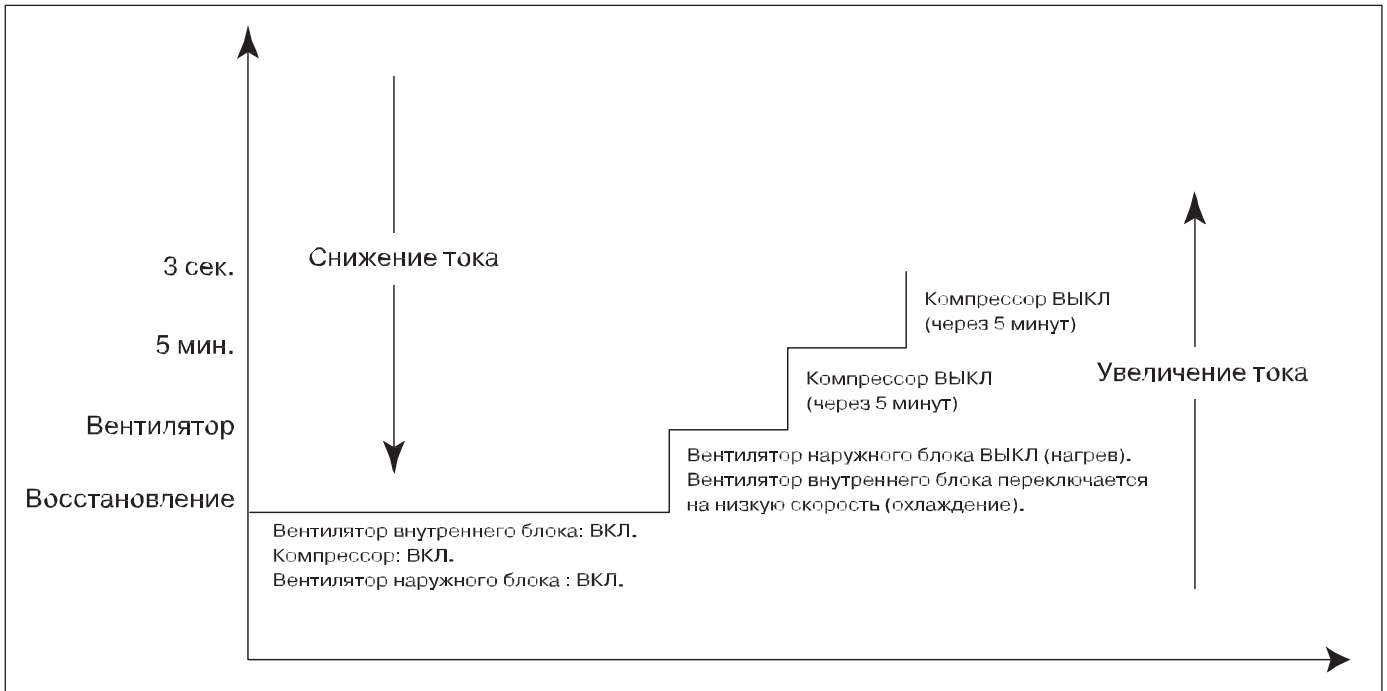 3 сек.
5 мин.
Вентилятор
Восстановление
Снижение тока
Компрессор ВЫКЛ
(через 5 минут)
Компрессор ВЫКЛ
(через 5 минут)
Увеличение тока
Вентилятор наружного блока ВЫКЛ (нагрев).
Вентилятор внутреннего блока переключается
на низкую скорость (охлаждение).
Вентилятор внутреннего блока: ВКЛ.
Компрессор: ВКЛ.
Вентилятор наружного блока : ВКЛ.